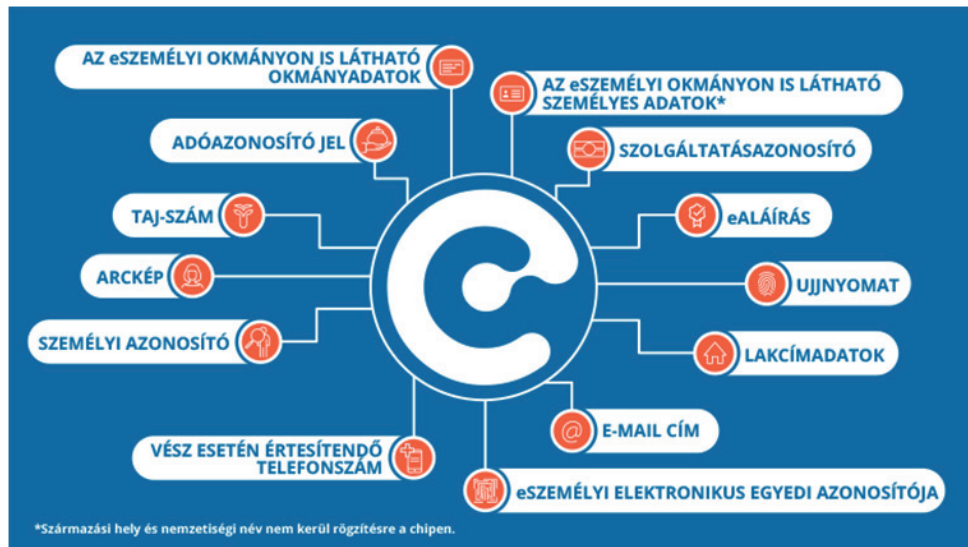 AZ eSZEMÉLYI OKMÁNYON IS LÁTHATÓ
OKMÁNYADATOK
AZ eSZEMÉLYI OKMÁNYON IS LÁTHATÓ
SZEMÉLYES ADATOK*
ADÓAZONOSÍTÓ JEL
SZOLGÁLTATÁSAZONOSÍTÓ
TAJ-SZÁM
eALÁÍRÁS
ARCKÉP
UJJNYOMAT
SZEMÉLYI AZONOSÍTÓ
LAKCÍMADATOK
E-MAIL CÍM
VÉSZ ESETÉN ÉRTESÍTENDŐ
TELEFONSZÁM
eSZEMÉLYI ELEKTRONIKUS EGYEDI AZONOSÍTÓJA
*Származási hely és nemzetiségi név nem kerül rögzítésre a chipen.